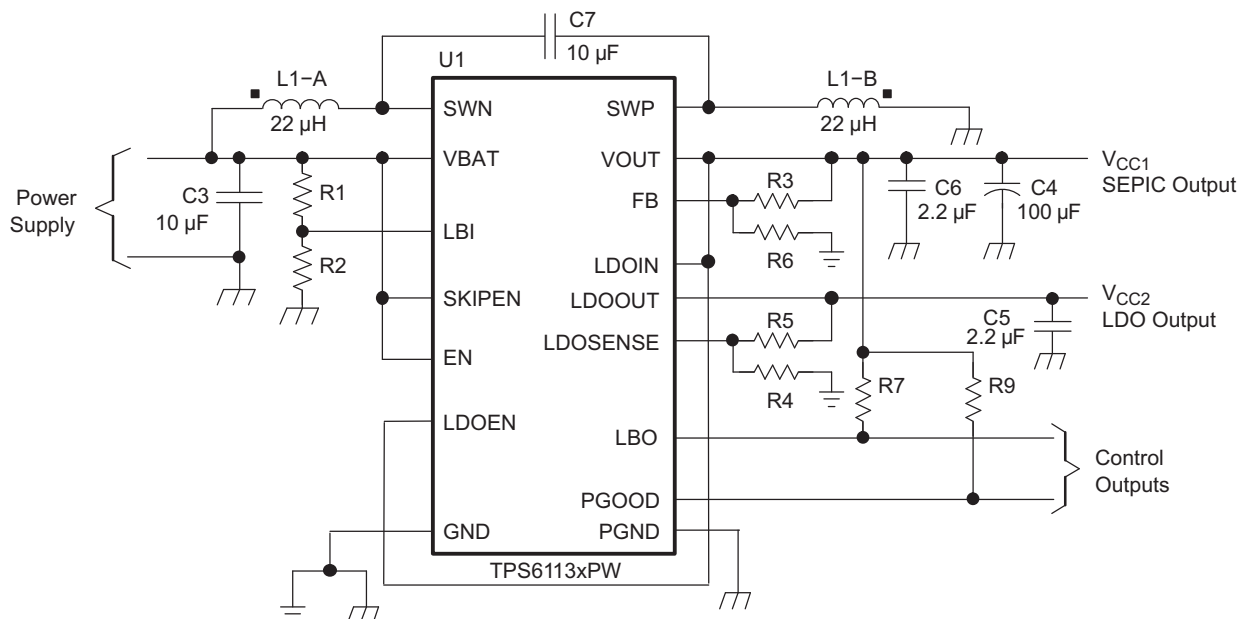 C7
10 µF
U1
L1−A
22 µH
L1−B
22 µH
SWN
SWP
VBAT
VOUT
Power
Supply
C3
10 µF
R1
R2
LBI
FB
R3
R6
C6
2.2 µF
C4
100 µF
VCC1
SEPIC Output
LDOIN
SKIPEN
LDOOUT
VCC2
LDO Output
C5
2.2 µF
LDOSENSE
R5
R4
EN
R7
R9
LDOEN
LBO
Control
Outputs
PGOOD
GND
PGND
TPS6113xPW